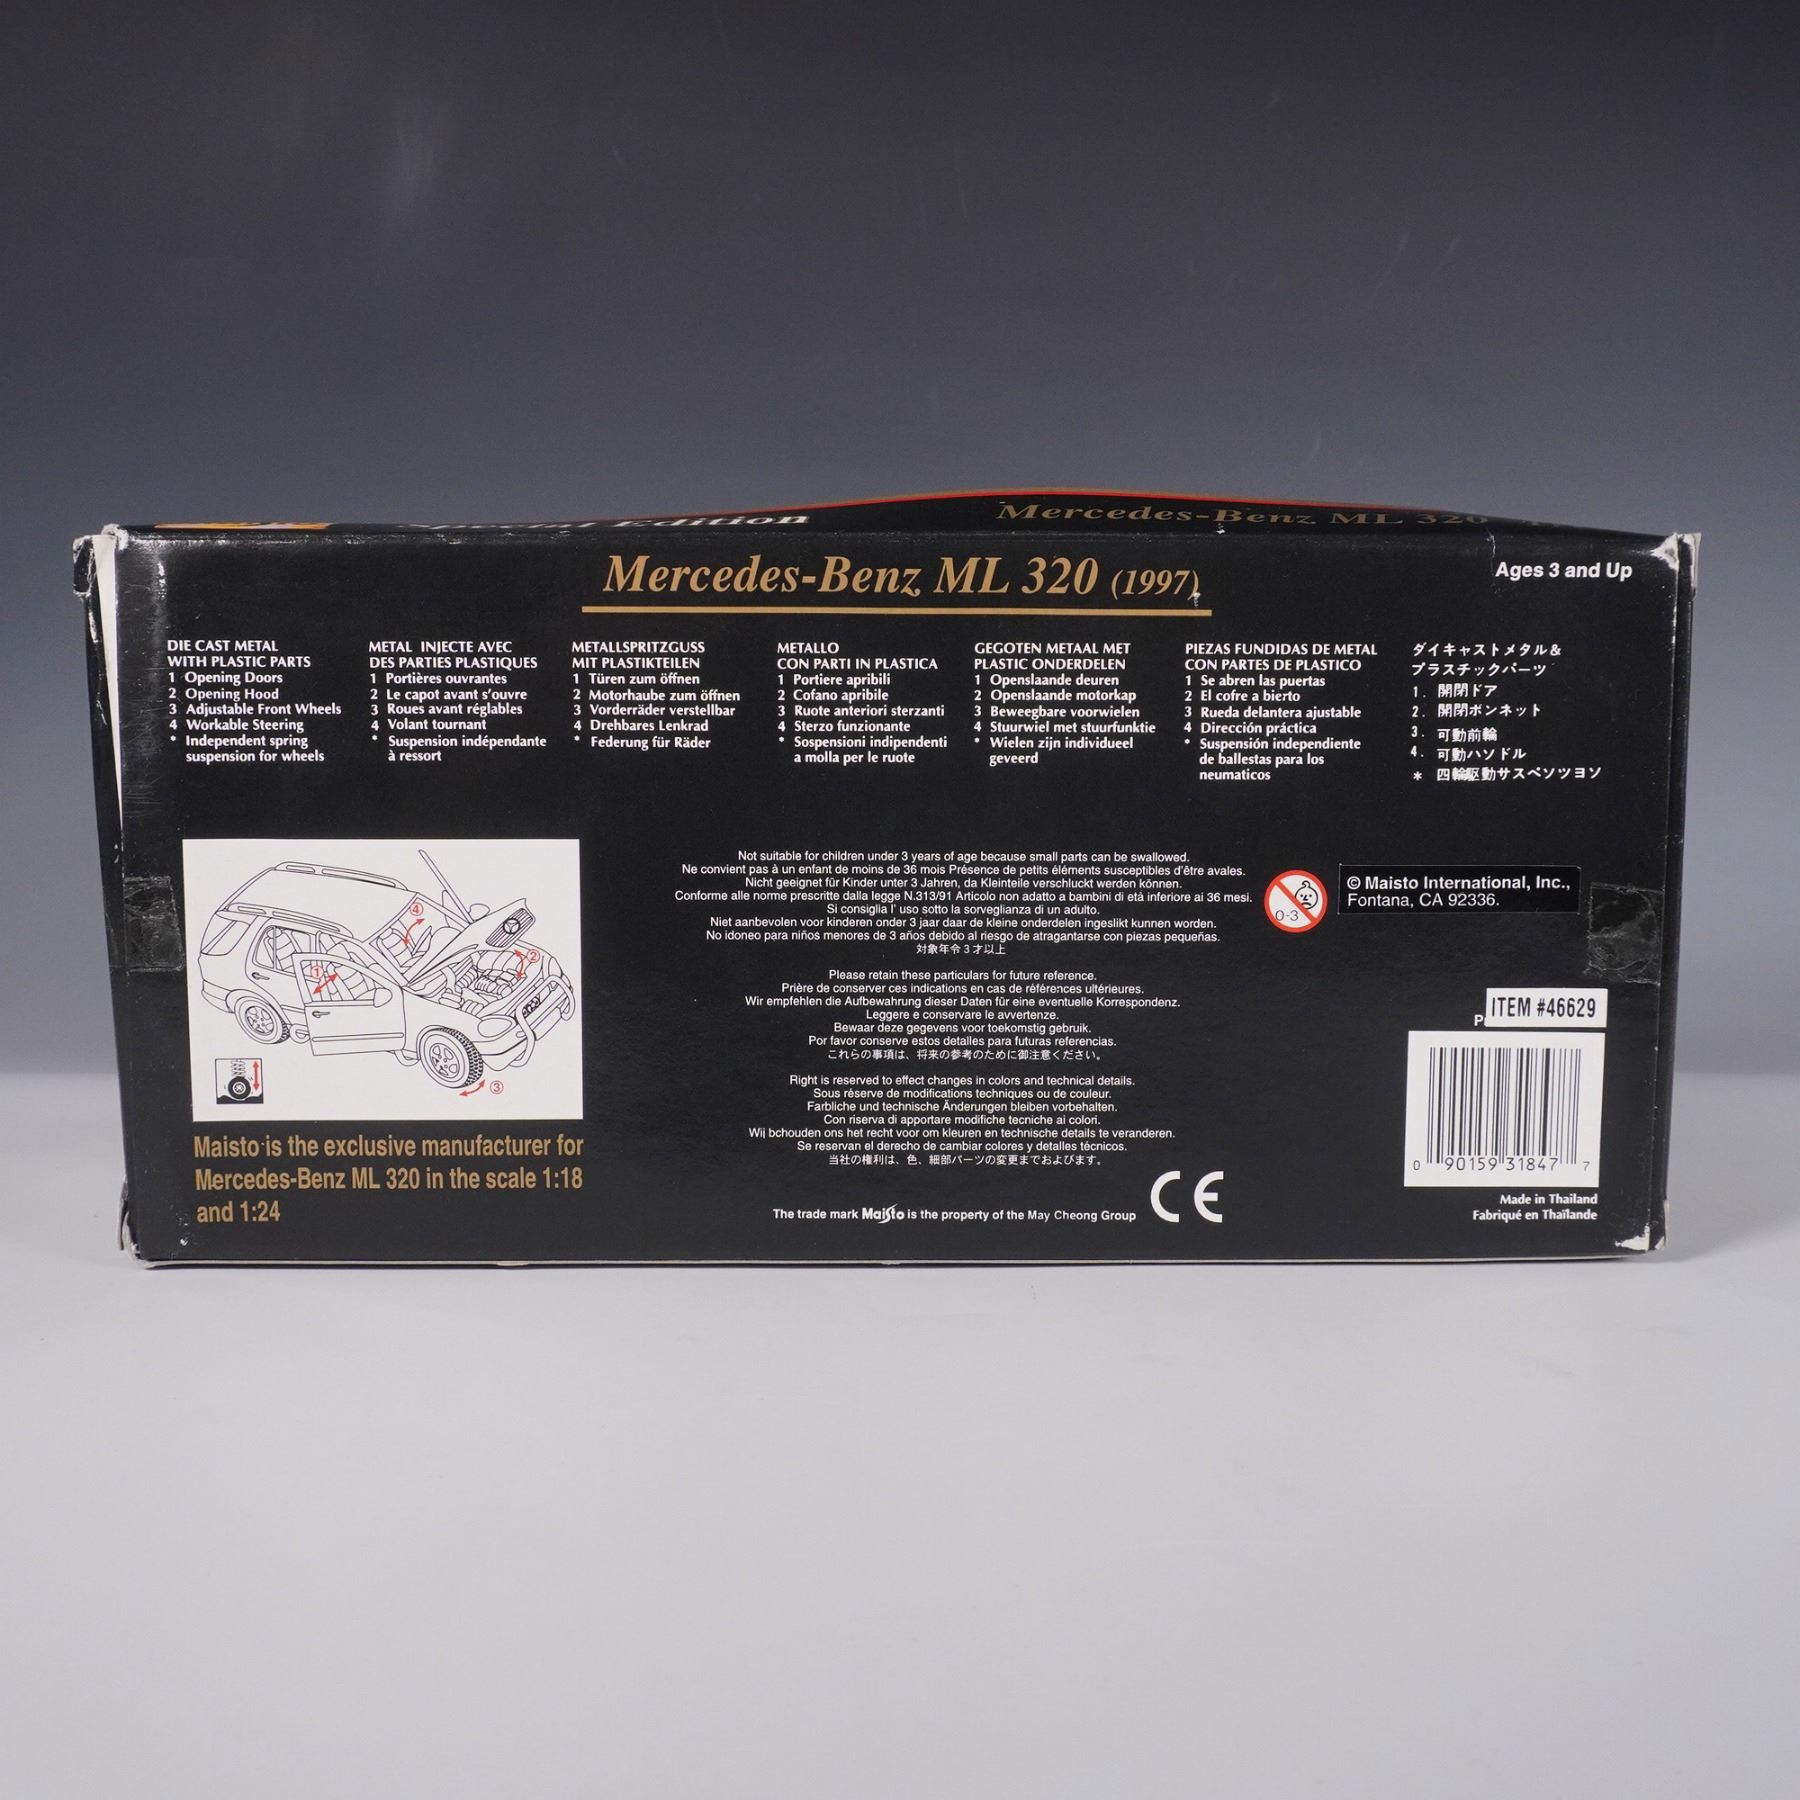 Special Edition
Mercedes-Benz ML 320
Mercedes-Benz ML 320 (1997)
Ages 3 and Up
DIE CAST METAL
WITH PLASTIC PARTS
1 Opening Doors
2 Opening Hood
3 Adjustable Front Wheels
4 Workable Steering
* Independent spring
suspension for wheels
METAL INJECTE AVEC
DES PARTIES PLASTIQUES
1 Portières ouvrantes
2 Le capot avant s'ouvre
3 Roues avant réglables
4 Volant tournant
* Suspension indépendante
à ressort
METALLSPRITZGUSS
MIT PLASTIKTEILEN
1 Türen zum öffnen
2 Motorhaube zum öffnen
3 Vorderräder verstellbar
4 Drehbares Lenkrad
* Federung für Räder
METALLO
CON PARTI IN PLASTICA
1 Portiere apribili
2 Cofano apribile
3 Ruote anteriori sterzanti
4 Sterzo funzionante
* Sospensioni indipendenti
a molla per le ruote
GEGOTEN METAAL MET
PLASTIC ONDERDELEN
1 Openslaande deuren
2 Openslaande motorkap
3 Beweegbare voorwielen
4 Stuurwiel met stuurfunktie
* Wielen zijn individueel
geveerd
PIEZAS FUNDIDAS DE METAL
CON PARTES DE PLASTICO
1 Se abren las puertas
2 El cofre a bierto
3 Rueda delantera ajustable
4 Dirección práctica
* Suspensión independiente
de ballestas para los
neumaticos
ダイキャストメタル&
プラスチックパーツ
1. 開閉ドア
2. 開閉ボンネット
3. 可動前輪
4. 可動ハソドル
* 四輪駆動サスペソツヨソ
4
1
2
3
Maisto is the exclusive manufacturer for
Mercedes-Benz ML 320 in the scale 1:18
and 1:24
Not suitable for children under 3 years of age because small parts can be swallowed.
Ne convient pas à un enfant de moins de 36 mois Présence de petits éléments susceptibles d'être avales.
Nicht geeignet für Kinder unter 3 Jahren, da Kleinteile verschluckt werden können.
Conforme alle norme prescritte dalla legge N.313/91 Articolo non adatto a bambini di età inferiore ai 36 mesi.
Si consiglia l' uso sotto la sorveglianza di un adulto.
Niet aanbevolen voor kinderen onder 3 jaar daar de kleine onderdelen ingeslikt kunnen worden.
No idoneo para niños menores de 3 años debido al riesgo de atragantarse con piezas pequeñas.
対象年令3才以上
Please retain these particulars for future reference.
Prière de conserver ces indications en cas de références ultérieures.
Wir empfehlen die Aufbewahrung dieser Daten für eine eventuelle Korrespondenz.
Leggere e conservare le avvertenze.
Bewaar deze gegevens voor toekomstig gebruik.
Por favor conserve estos detalles para futuras referencias.
これらの事項は、将来の参考のために御注意ください。
Right is reserved to effect changes in colors and technical details.
Sous réserve de modifications techniques ou de couleur.
Farbliche und technische Änderungen bleiben vorbehalten.
Con riserva di apportare modifiche tecniche ai colori.
Wij bchouden ons het recht voor om kleuren en technische details te veranderen.
Se reservan el derecho de cambiar colores y detalles técnicos.
当社の権利は、色、細部パーツの変更までおよびます。
The trade mark Maisto is the property of the May Cheong Group
CE
0-3
© Maisto International, Inc.,
Fontana, CA 92336.
ITEM #46629
0 90159 31847 7
Made in Thailand
Fabriqué en Thaïlande